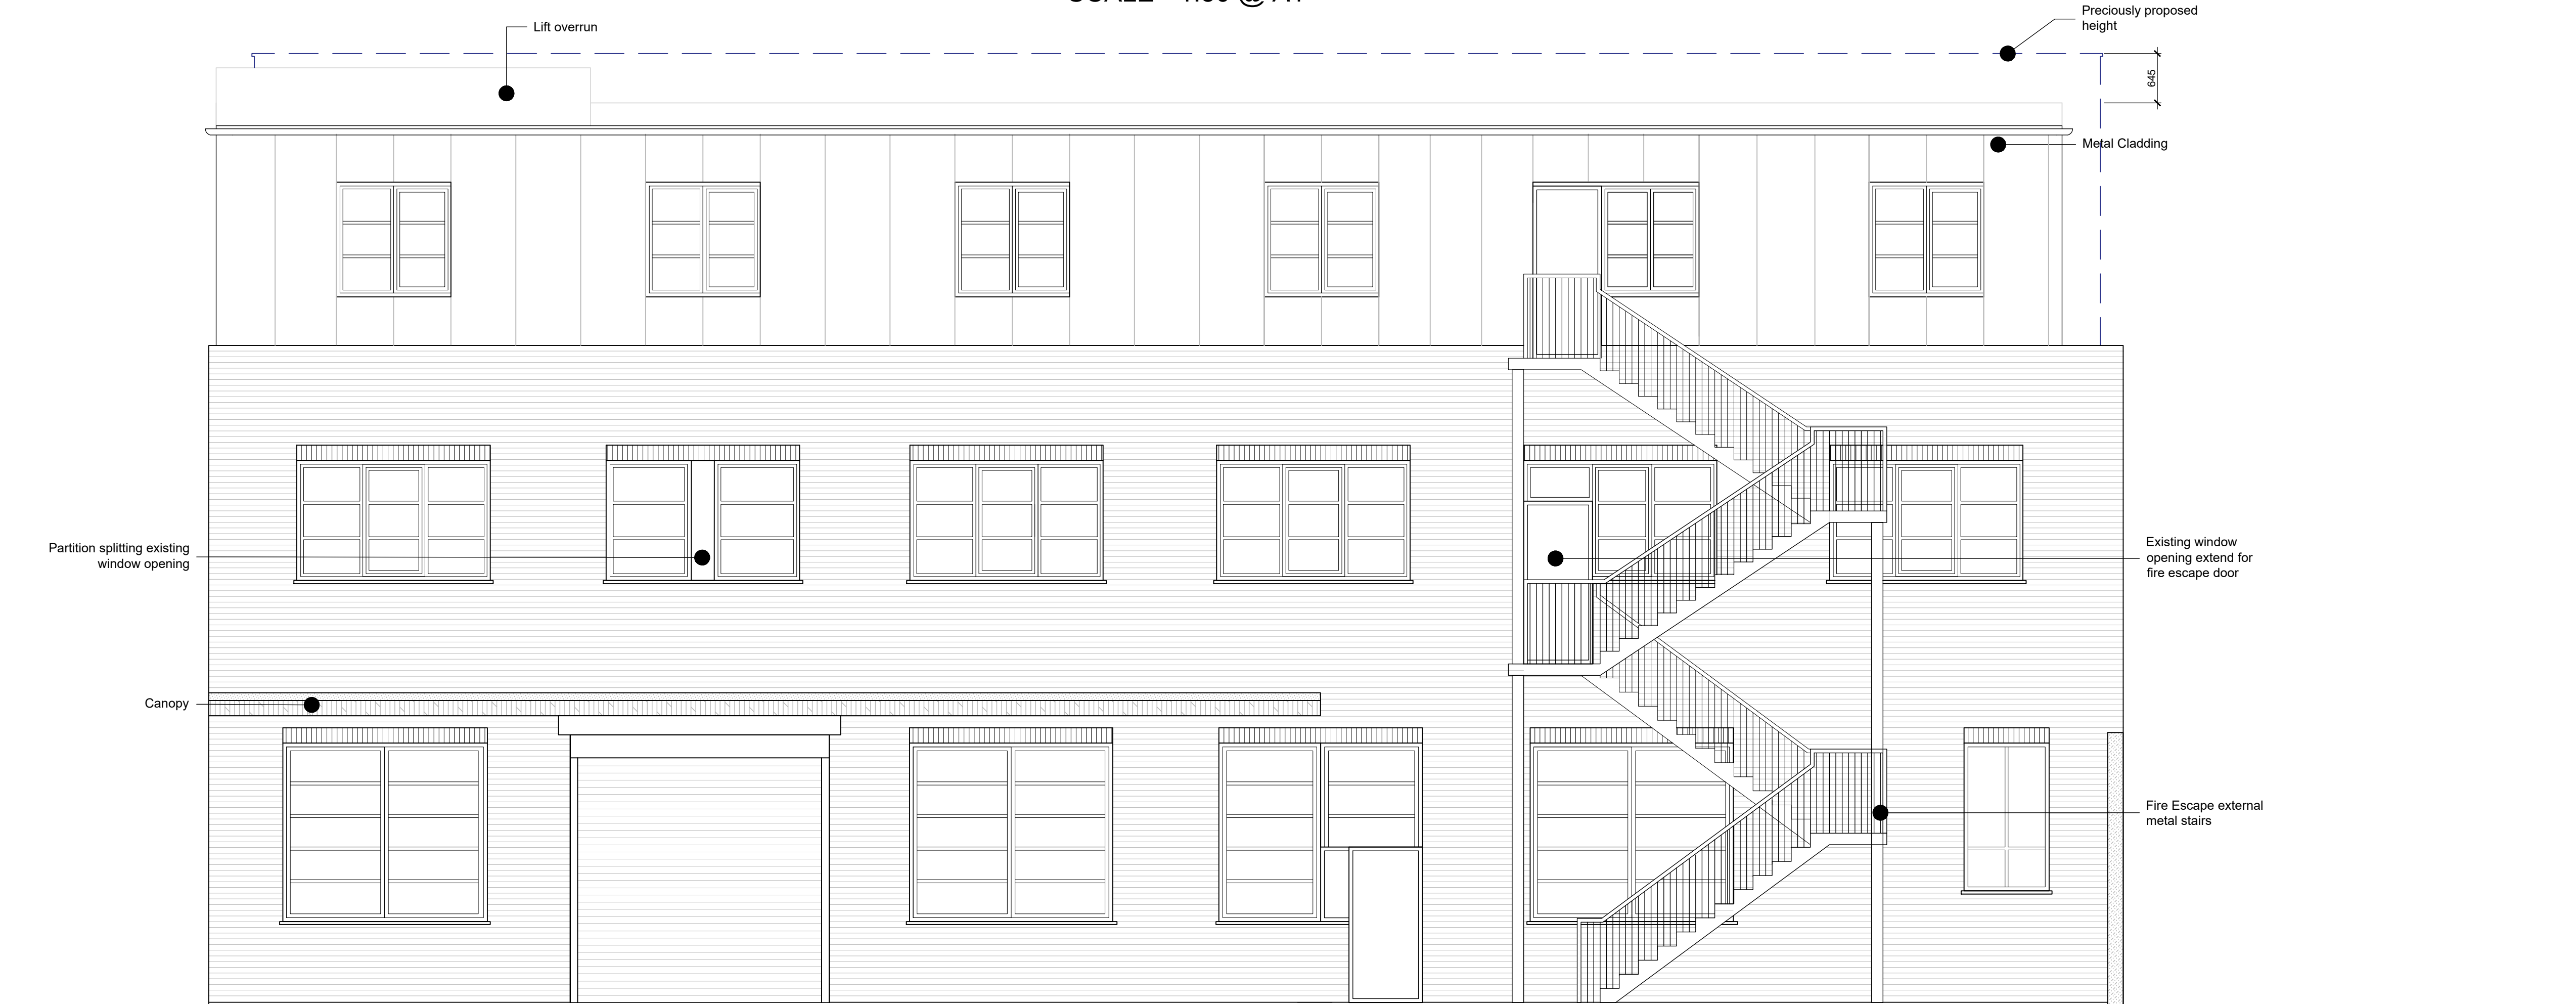 Lift overrun
Preciously proposed
height
645
Metal Cladding
Partition splitting existing
window opening
Existing window
opening extend for
fire escape door
Canopy
Fire Escape external
metal stairs